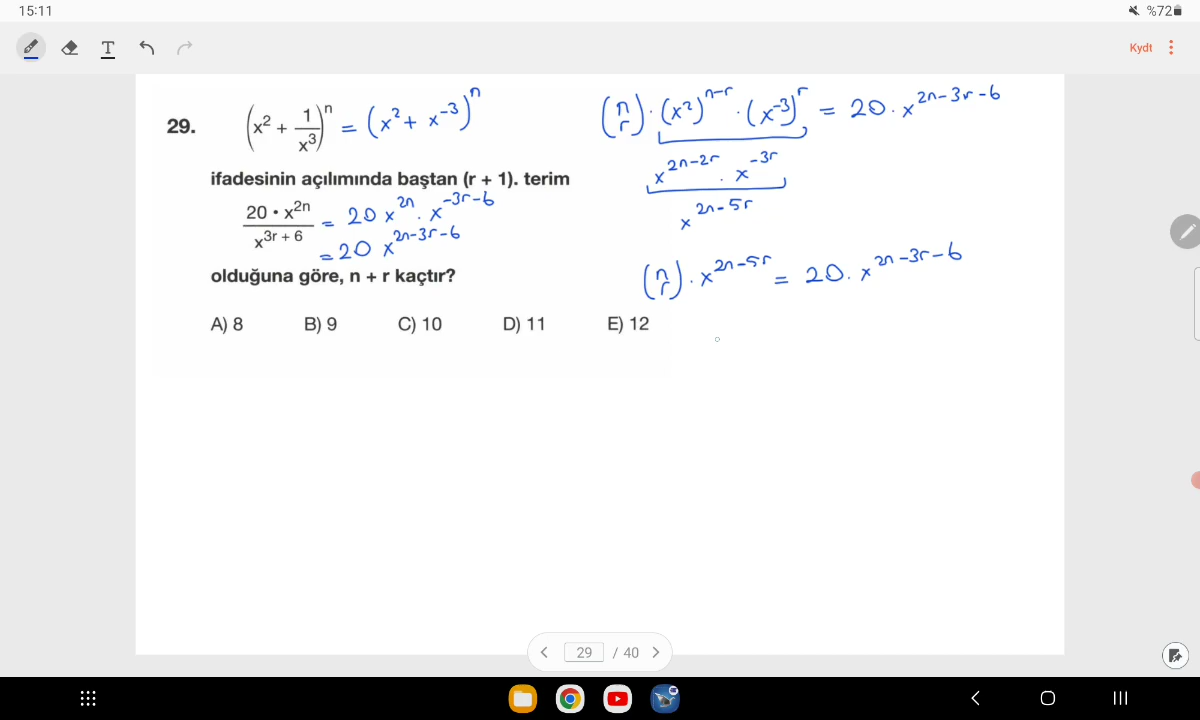 15:11
%72
T
Kydt
29. (x² + 1/x³)ⁿ = (x² + x⁻³)ⁿ
ifadesinin açılımında baştan (r + 1). terim
20 • x²ⁿ / x³ʳ ⁺ ⁶ = 20 x²ⁿ . x⁻³ʳ⁻⁶
= 20 x²ⁿ⁻³ʳ⁻⁶
olduğuna göre, n + r kaçtır?
A) 8 B) 9 C) 10 D) 11 E) 12
(n r) . (x²)ⁿ⁻ʳ . (x⁻³)ʳ = 20 . x²ⁿ⁻³ʳ⁻⁶
x²ⁿ⁻²ʳ . x⁻³ʳ
x²ⁿ⁻⁵ʳ
(n r) . x²ⁿ⁻⁵ʳ = 20 . x²ⁿ⁻³ʳ⁻⁶
29 / 40